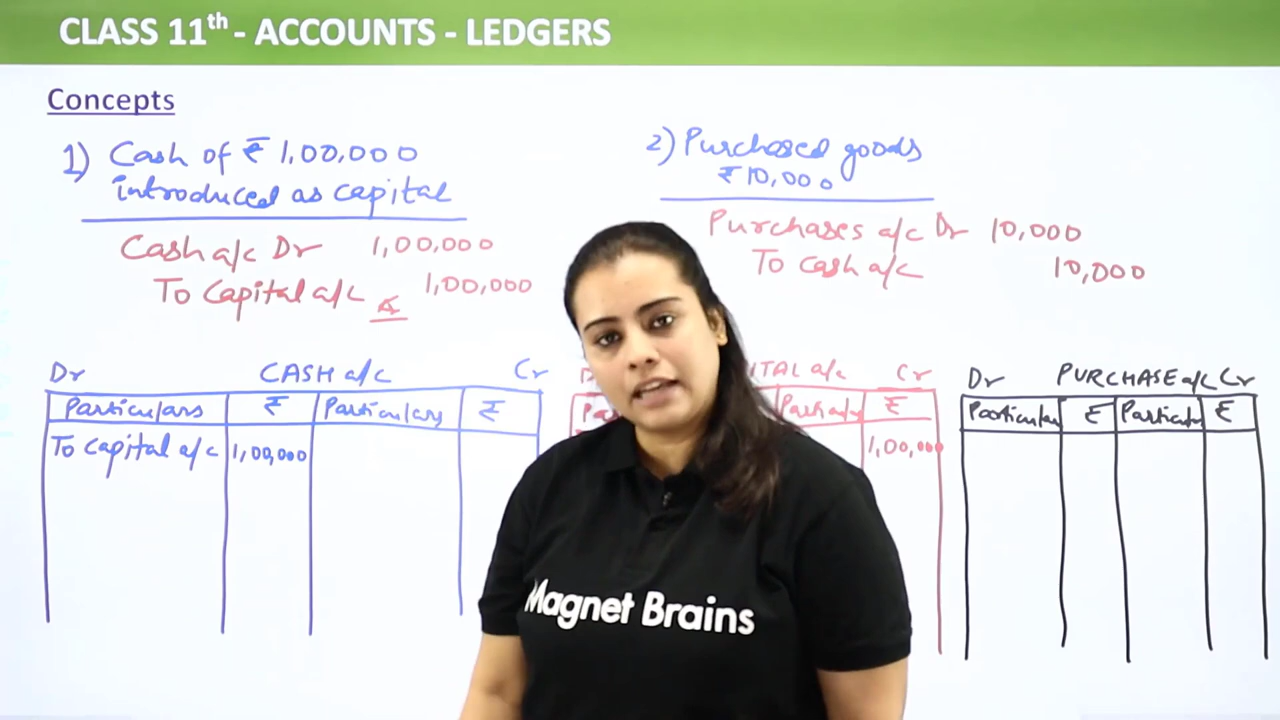 CLASS 11th - ACCOUNTS - LEDGERS
Concepts
1) Cash of ₹ 1,00,000
introduced as capital
Cash a/c Dr 1,00,000
To Capital a/c 1,00,000
2) Purchased goods
₹10,000
Purchases a/c Dr 10,000
To Cash a/c 10,000
Dr CASH a/c Cr
Particulars ₹ Particulars ₹
To Capital a/c 1,00,000
a/c Cr
₹
1,00,000
Dr PURCHASE a/c Cr
Particular ₹ Particular ₹
Magnet Brains